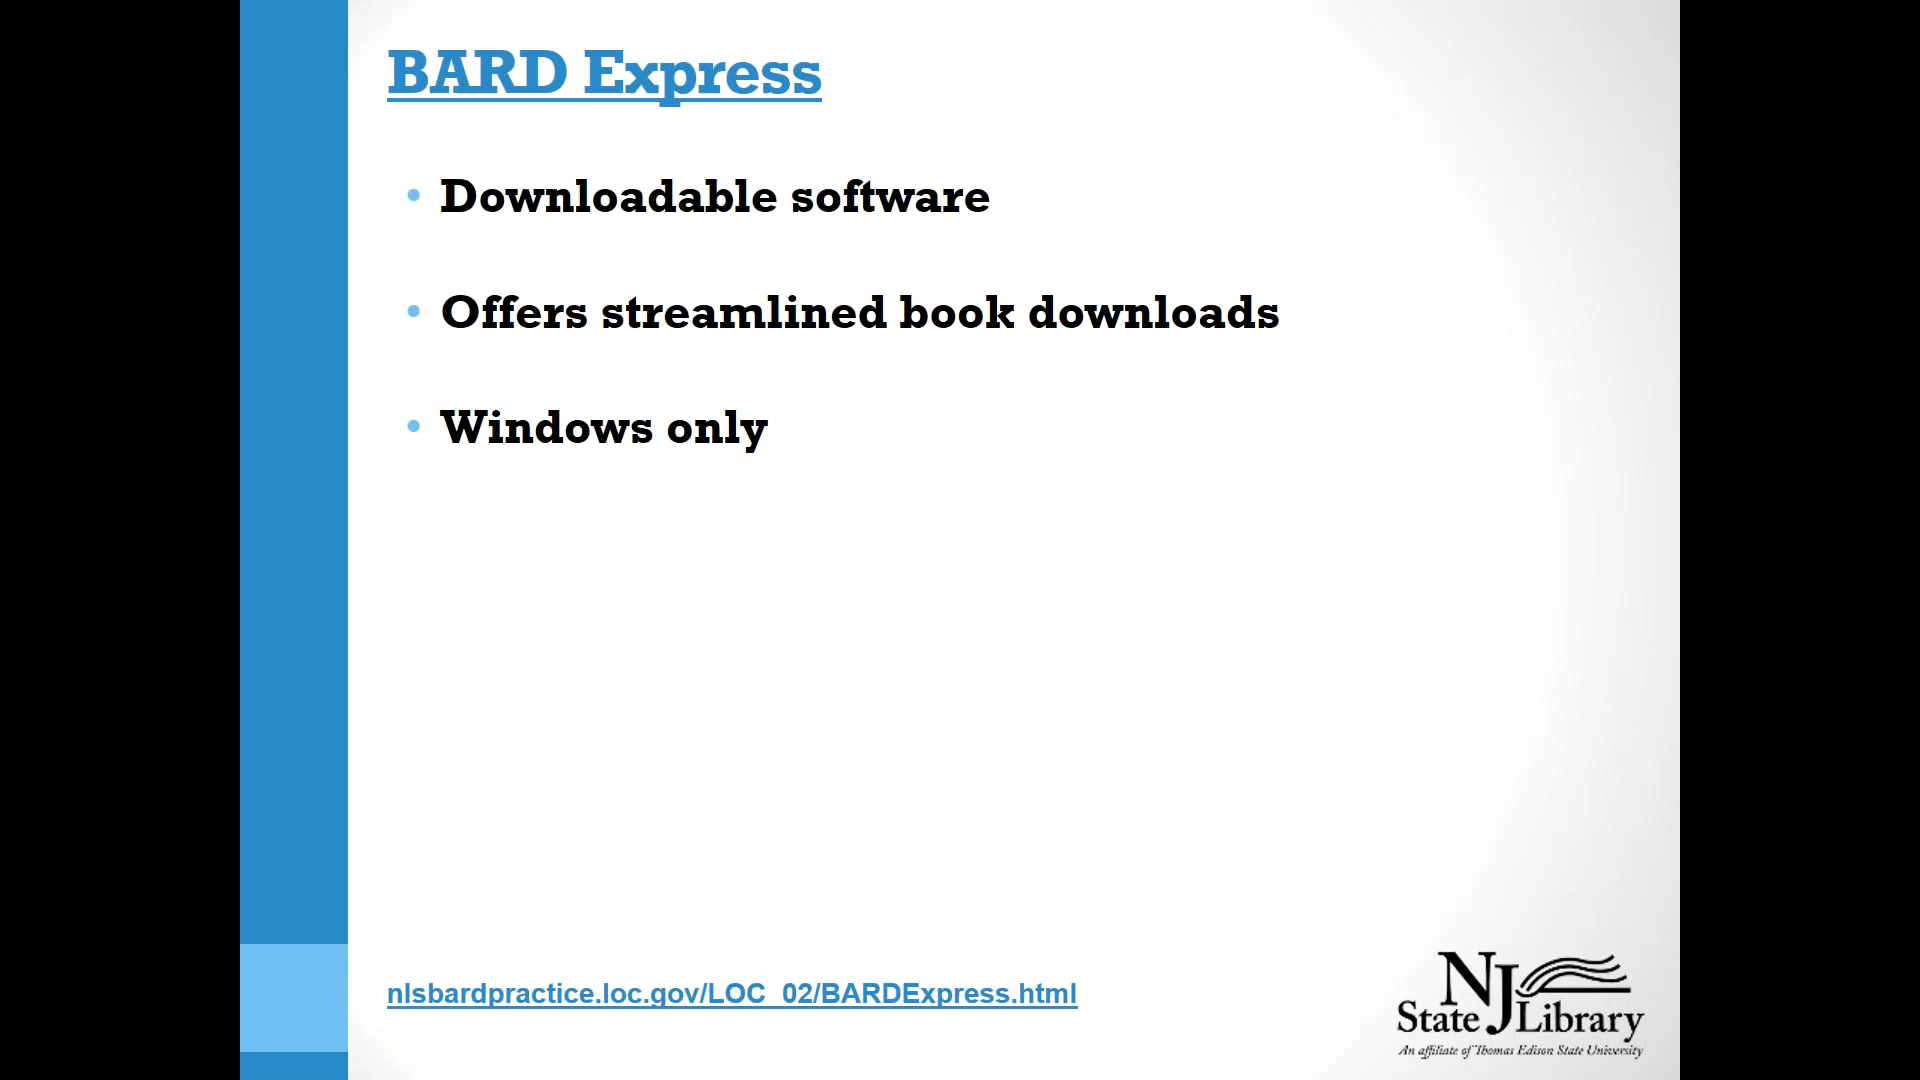 BARD Express
• Downloadable software
• Offers streamlined book downloads
• Windows only
nlsbardpractice.loc.gov/LOC_02/BARDExpress.html
NJ
State Library
An affiliate of Thomas Edison State University